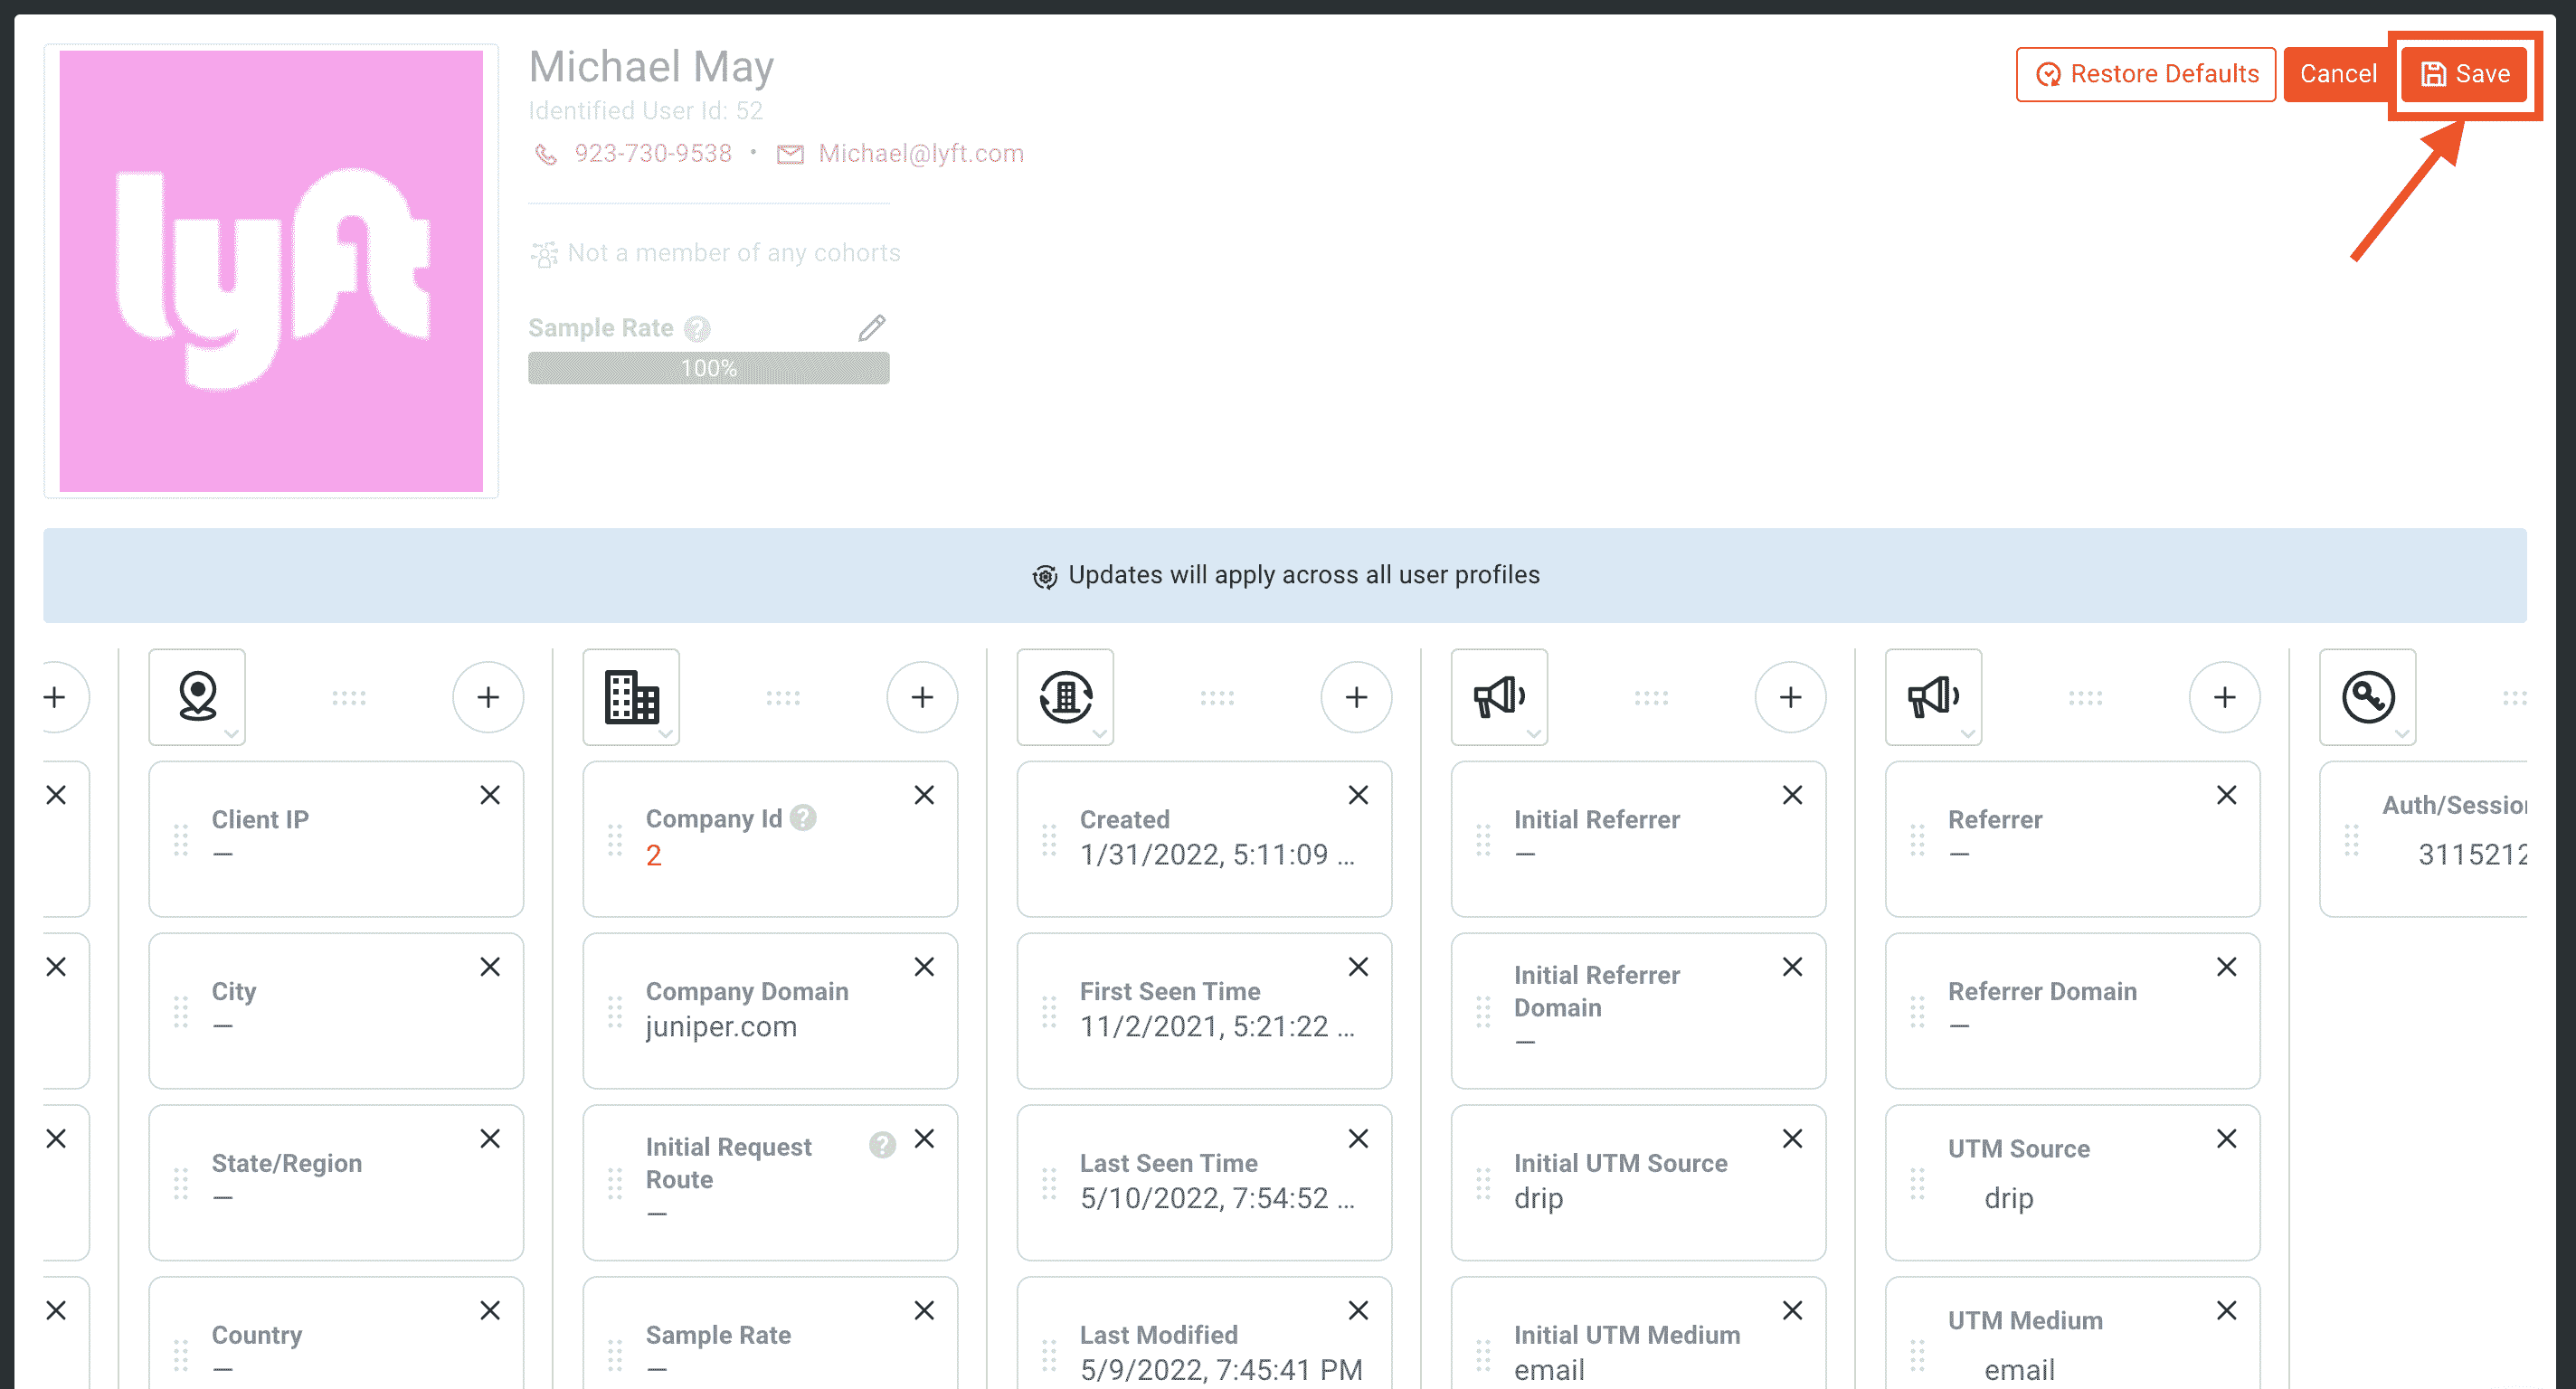 lyft
Michael May
Identified User Id: 52
923-730-9538 • Michael@lyft.com
Not a member of any cohorts
Sample Rate ?
100%
Restore Defaults
Cancel
Save
Updates will apply across all user profiles
Client IP
—
City
—
State/Region
—
Country
—
Company Id ?
2
Company Domain
juniper.com
Initial Request ?
Route
—
Sample Rate
—
Created
1/31/2022, 5:11:09 ...
First Seen Time
11/2/2021, 5:21:22 ...
Last Seen Time
5/10/2022, 7:54:52 ...
Last Modified
5/9/2022, 7:45:41 PM
Initial Referrer
—
Initial Referrer
Domain
—
Initial UTM Source
drip
Initial UTM Medium
email
Referrer
—
Referrer Domain
—
UTM Source
drip
UTM Medium
email
Auth/Session
3115212